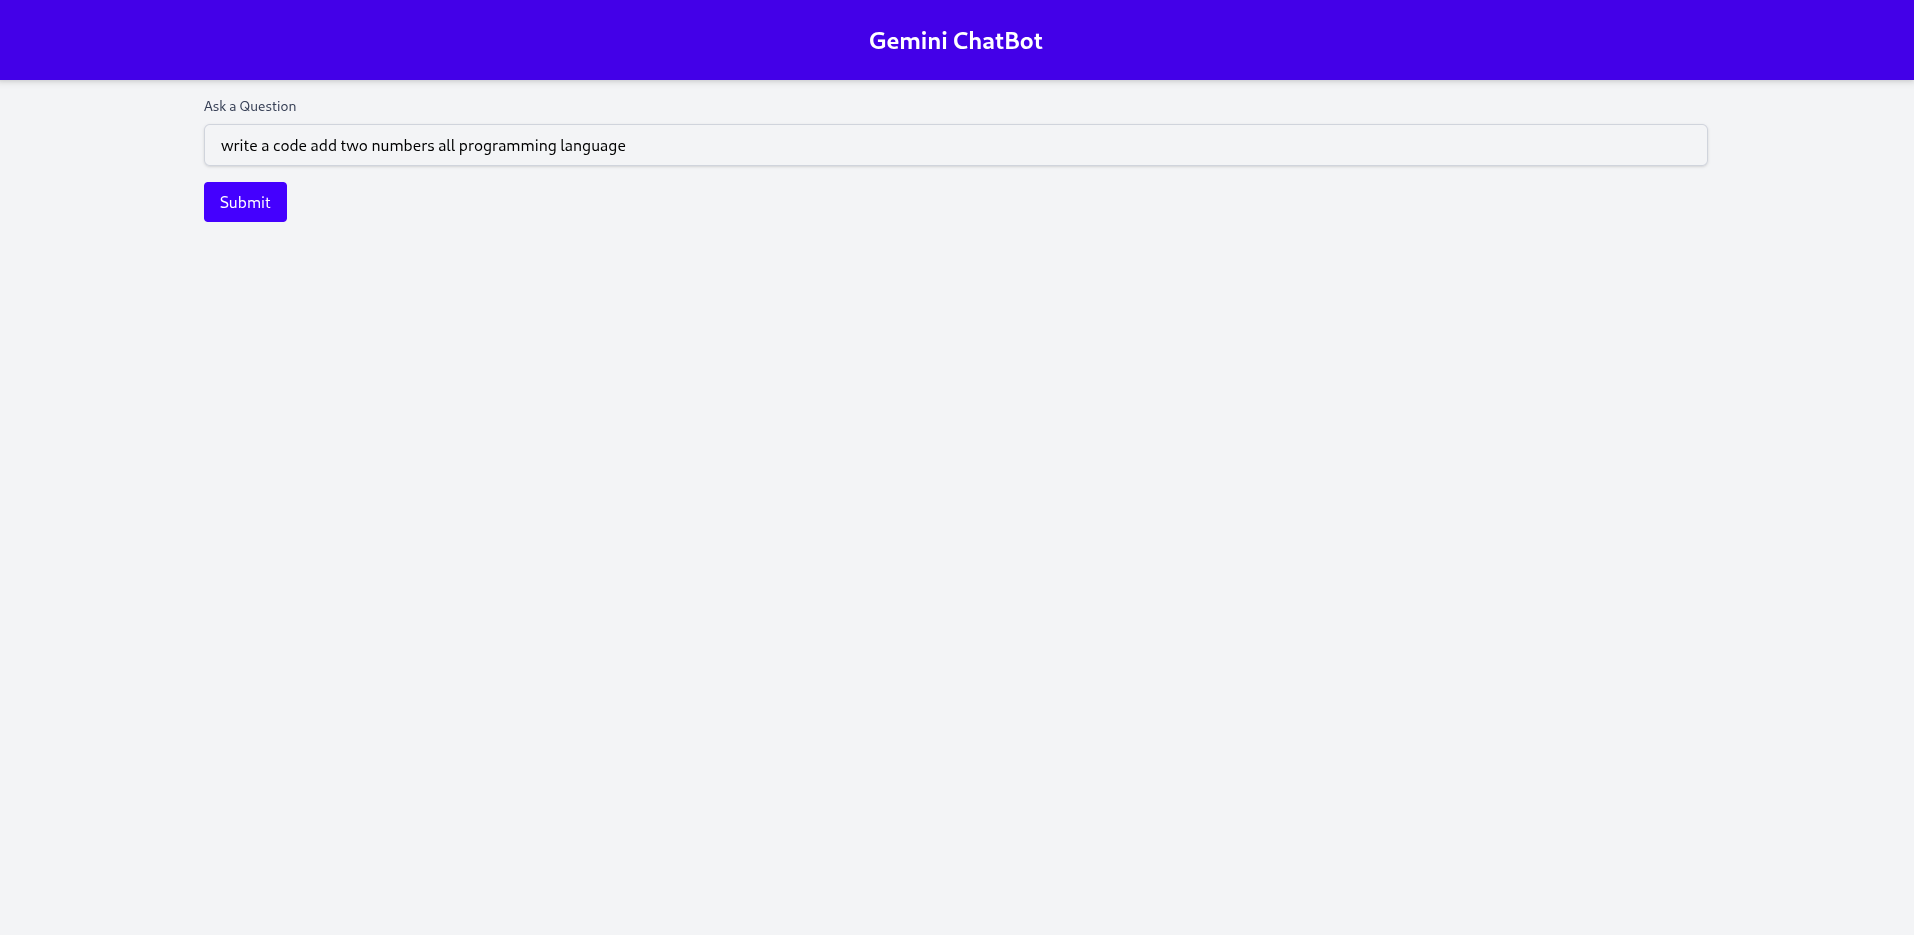 Gemini ChatBot
Ask a Question
write a code add two numbers all programming language
Submit